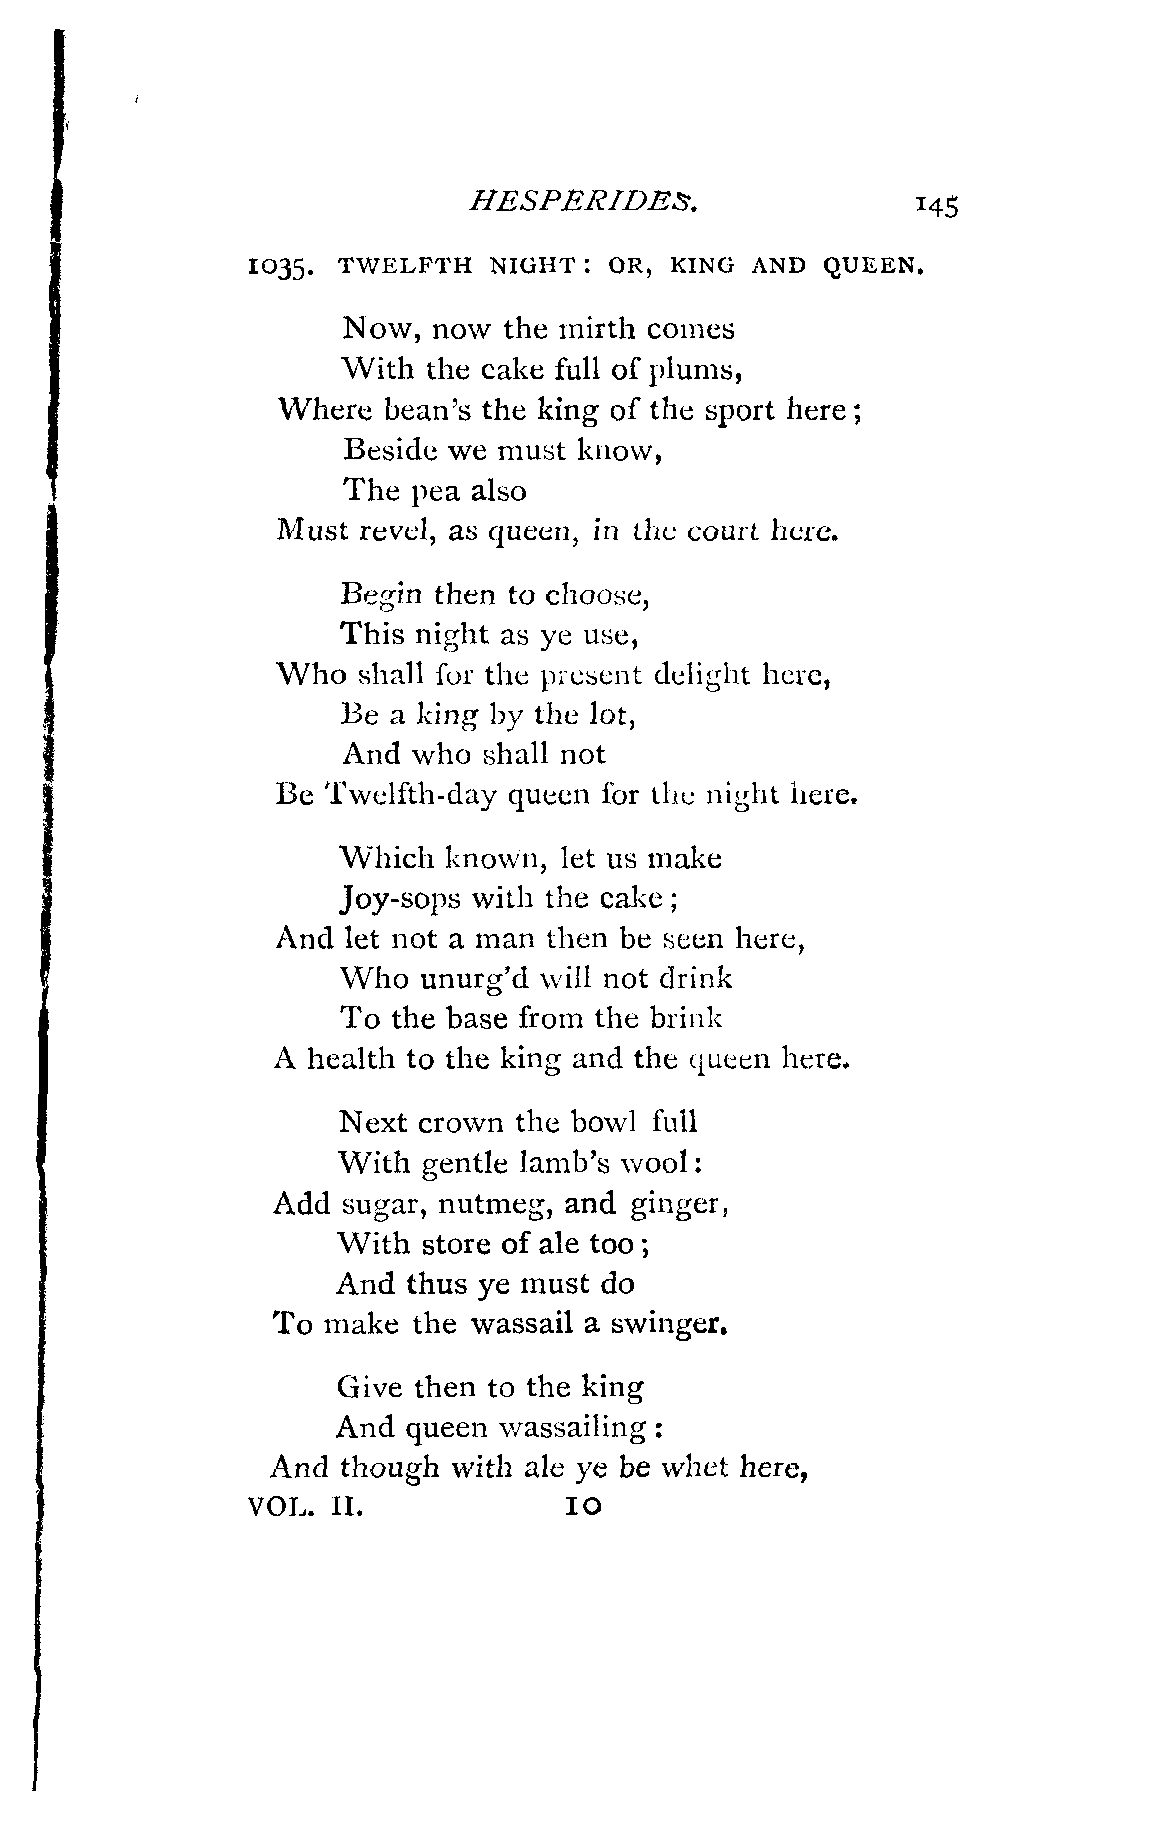 HESPERIDES. 145
1035. TWELFTH NIGHT: OR, KING AND QUEEN.
Now, now the mirth comes
With the cake full of plums,
Where bean's the king of the sport here;
Beside we must know,
The pea also
Must revel, as queen, in the court here.
Begin then to choose,
This night as ye use,
Who shall for the present delight here,
Be a king by the lot,
And who shall not
Be Twelfth-day queen for the night here.
Which known, let us make
Joy-sops with the cake;
And let not a man then be seen here,
Who unurg'd will not drink
To the base from the brink
A health to the king and the queen here.
Next crown the bowl full
With gentle lamb's wool:
Add sugar, nutmeg, and ginger,
With store of ale too;
And thus ye must do
To make the wassail a swinger.
Give then to the king
And queen wassailing:
And though with ale ye be whet here,
VOL. II. 10